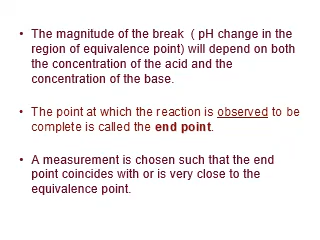 • The magnitude of the break ( pH change in the
region of equivalence point) will depend on both
the concentration of the acid and the
concentration of the base.
• The point at which the reaction is observed to be
complete is called the end point.
• A measurement is chosen such that the end
point coincides with or is very close to the
equivalence point.